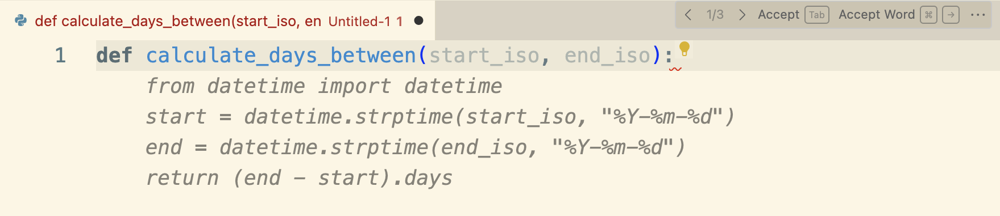 def calculate_days_between(start_iso, en Untitled-1 1
1/3 Accept Tab Accept Word ⌘ → ···
1 def calculate_days_between(start_iso, end_iso):
from datetime import datetime
start = datetime.strptime(start_iso, "%Y-%m-%d")
end = datetime.strptime(end_iso, "%Y-%m-%d")
return (end - start).days